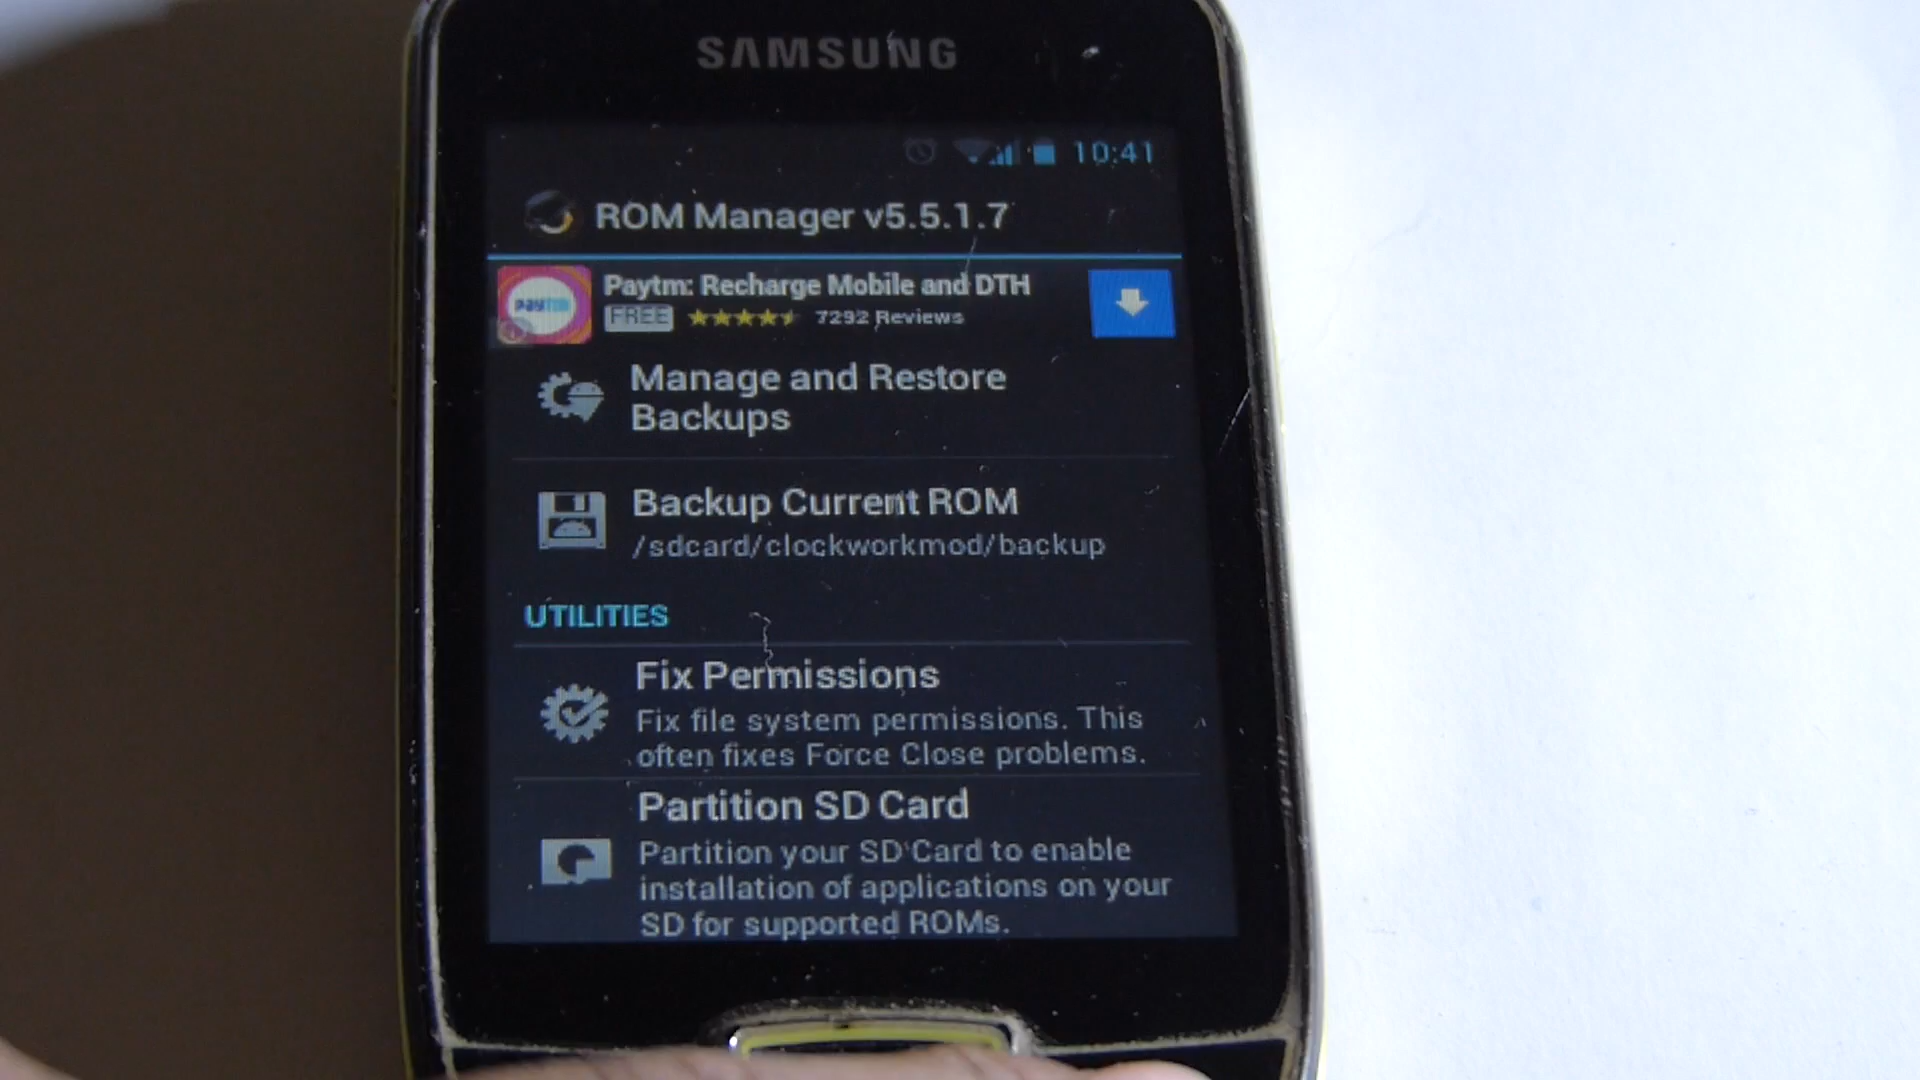 SAMSUNG
10:41
ROM Manager v5.5.1.7
Paytm: Recharge Mobile and DTH
paytm
FREE 7292 Reviews
Manage and Restore
Backups
Backup Current ROM
/sdcard/clockworkmod/backup
UTILITIES
Fix Permissions
Fix file system permissions. This
often fixes Force Close problems.
Partition SD Card
Partition your SD Card to enable
installation of applications on your
SD for supported ROMs.